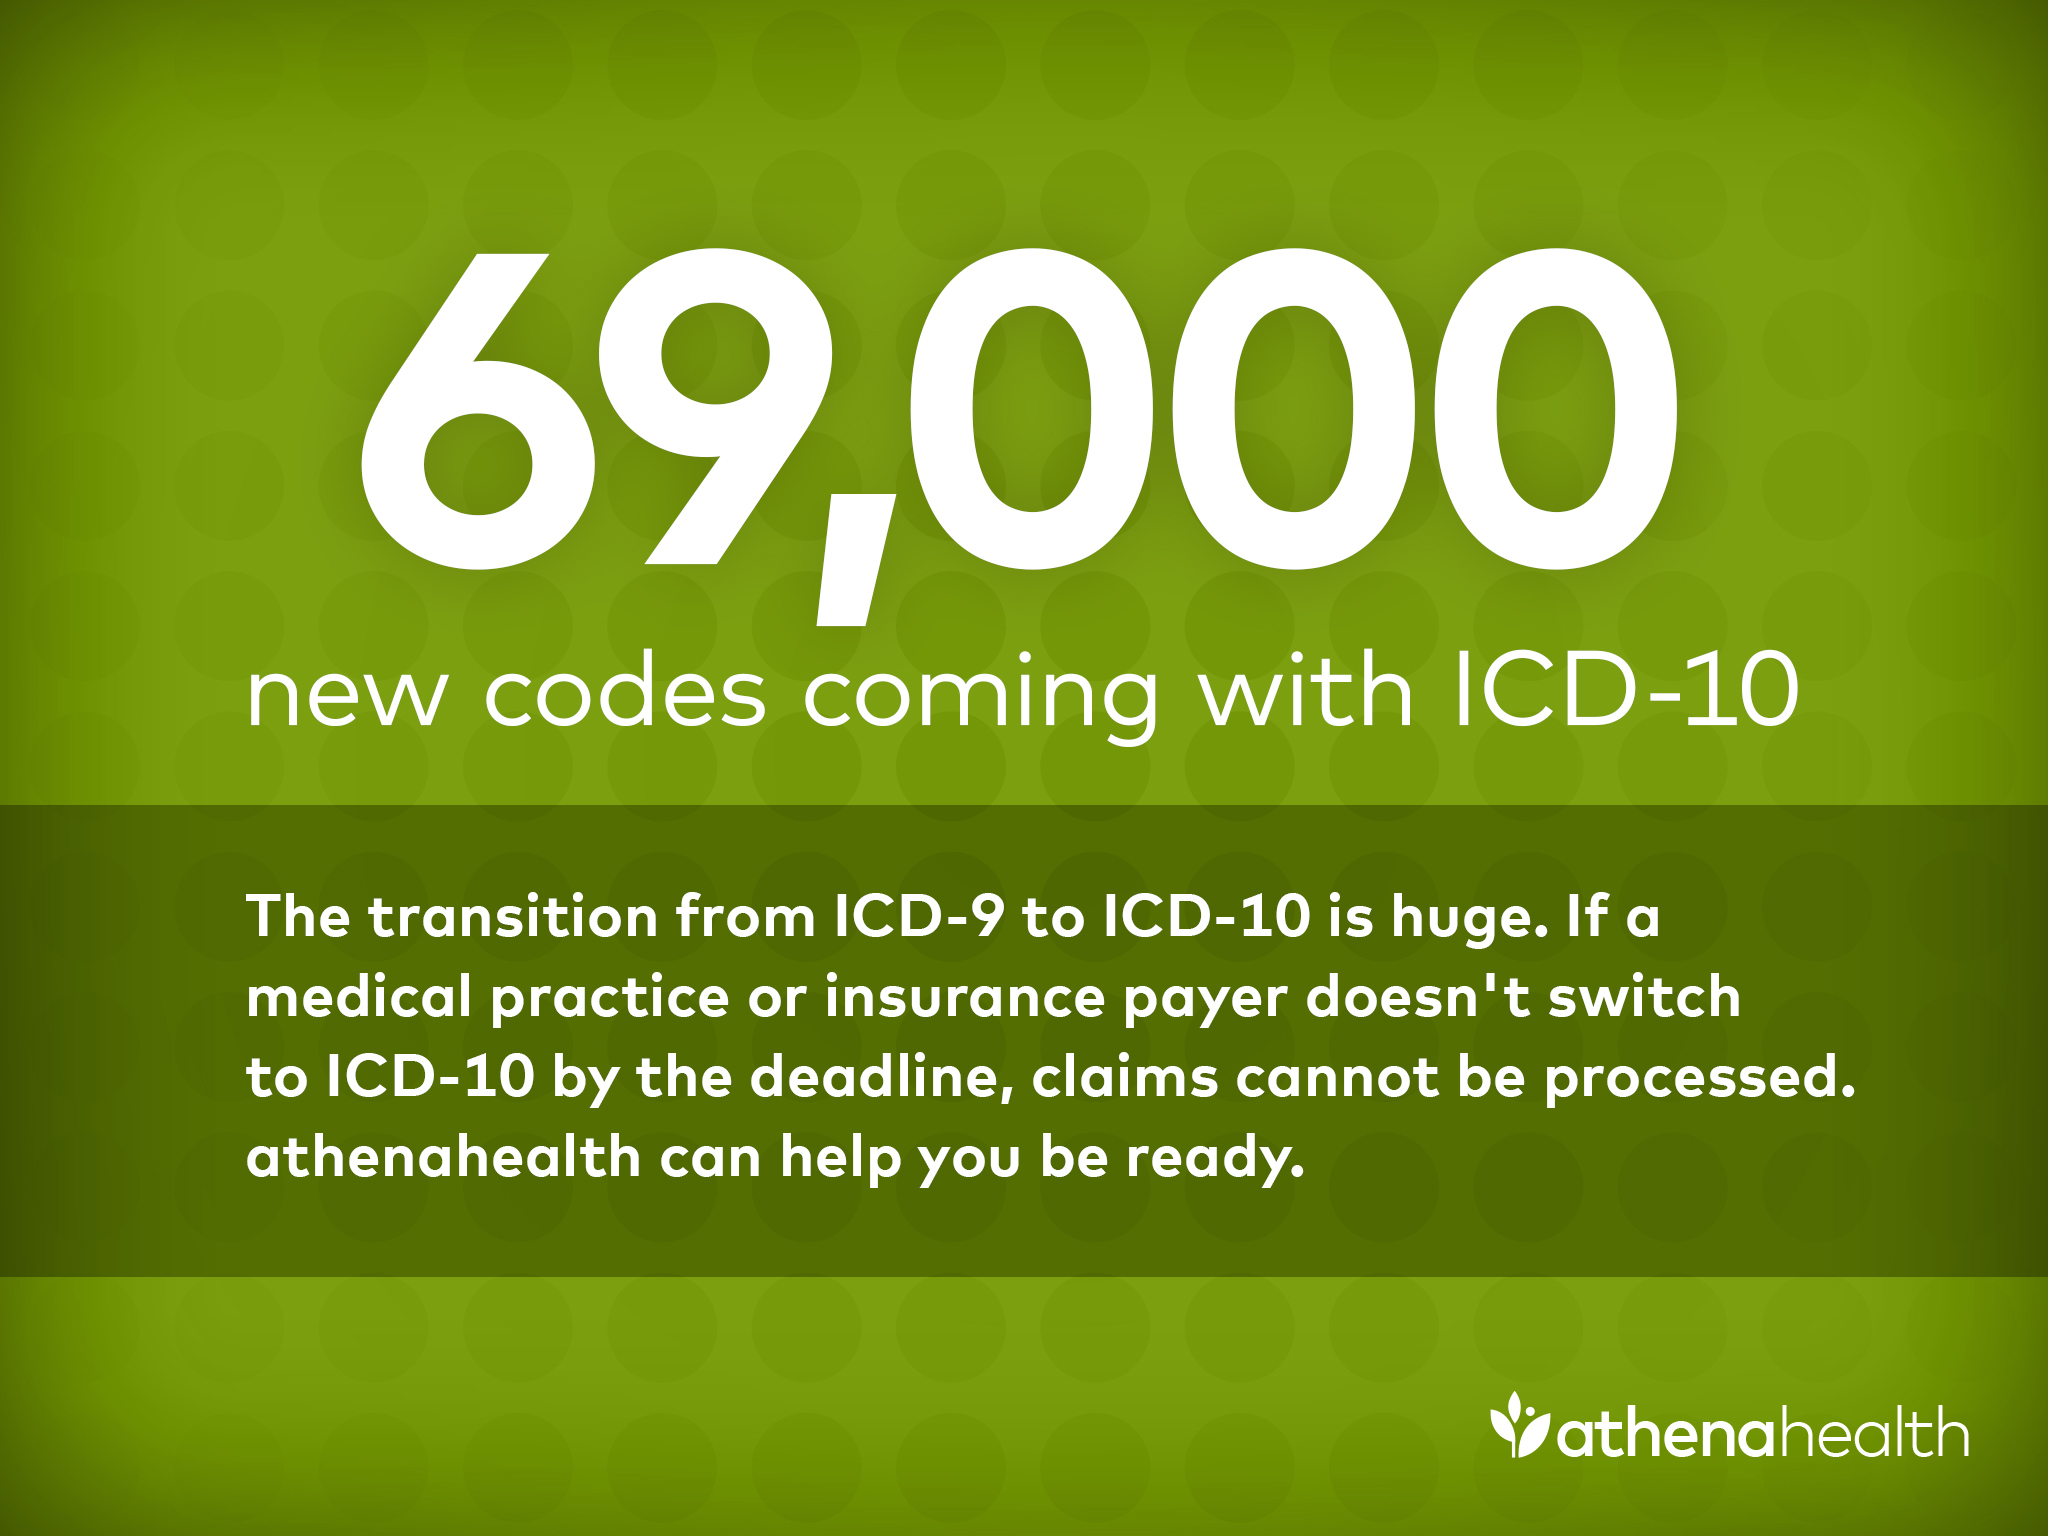 69,000
new codes coming with ICD-10
The transition from ICD-9 to ICD-10 is huge. If a
medical practice or insurance payer doesn't switch
to ICD-10 by the deadline, claims cannot be processed.
athenahealth can help you be ready.
athenahealth